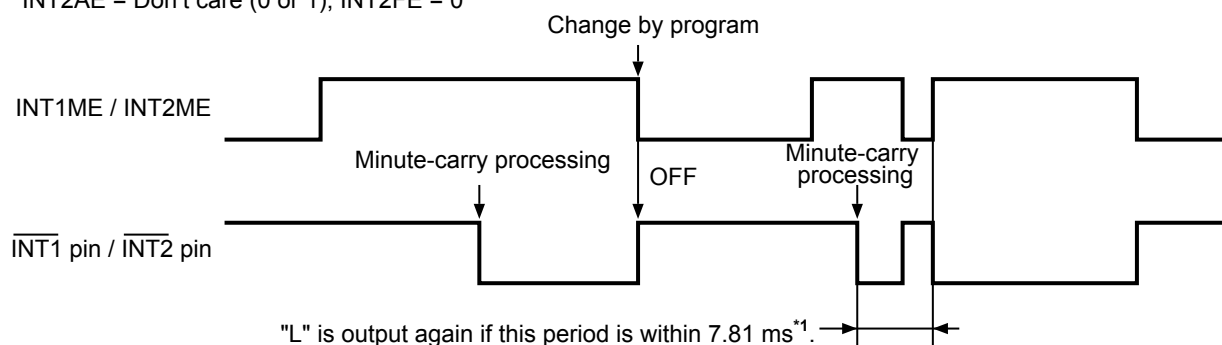 INT2AE = Don't care (0 or 1), INT2FE = 0
Change by program
INT1ME / INT2ME
Minute-carry processing
OFF
Minute-carry
processing
INT1 pin / INT2 pin
"L" is output again if this period is within 7.81 ms*1.